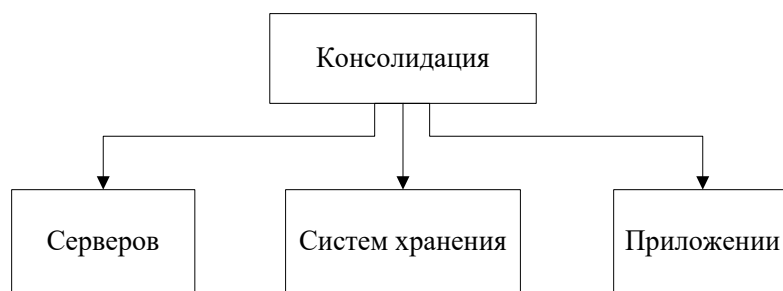 Консолидация
Серверов
Систем хранения
Приложении